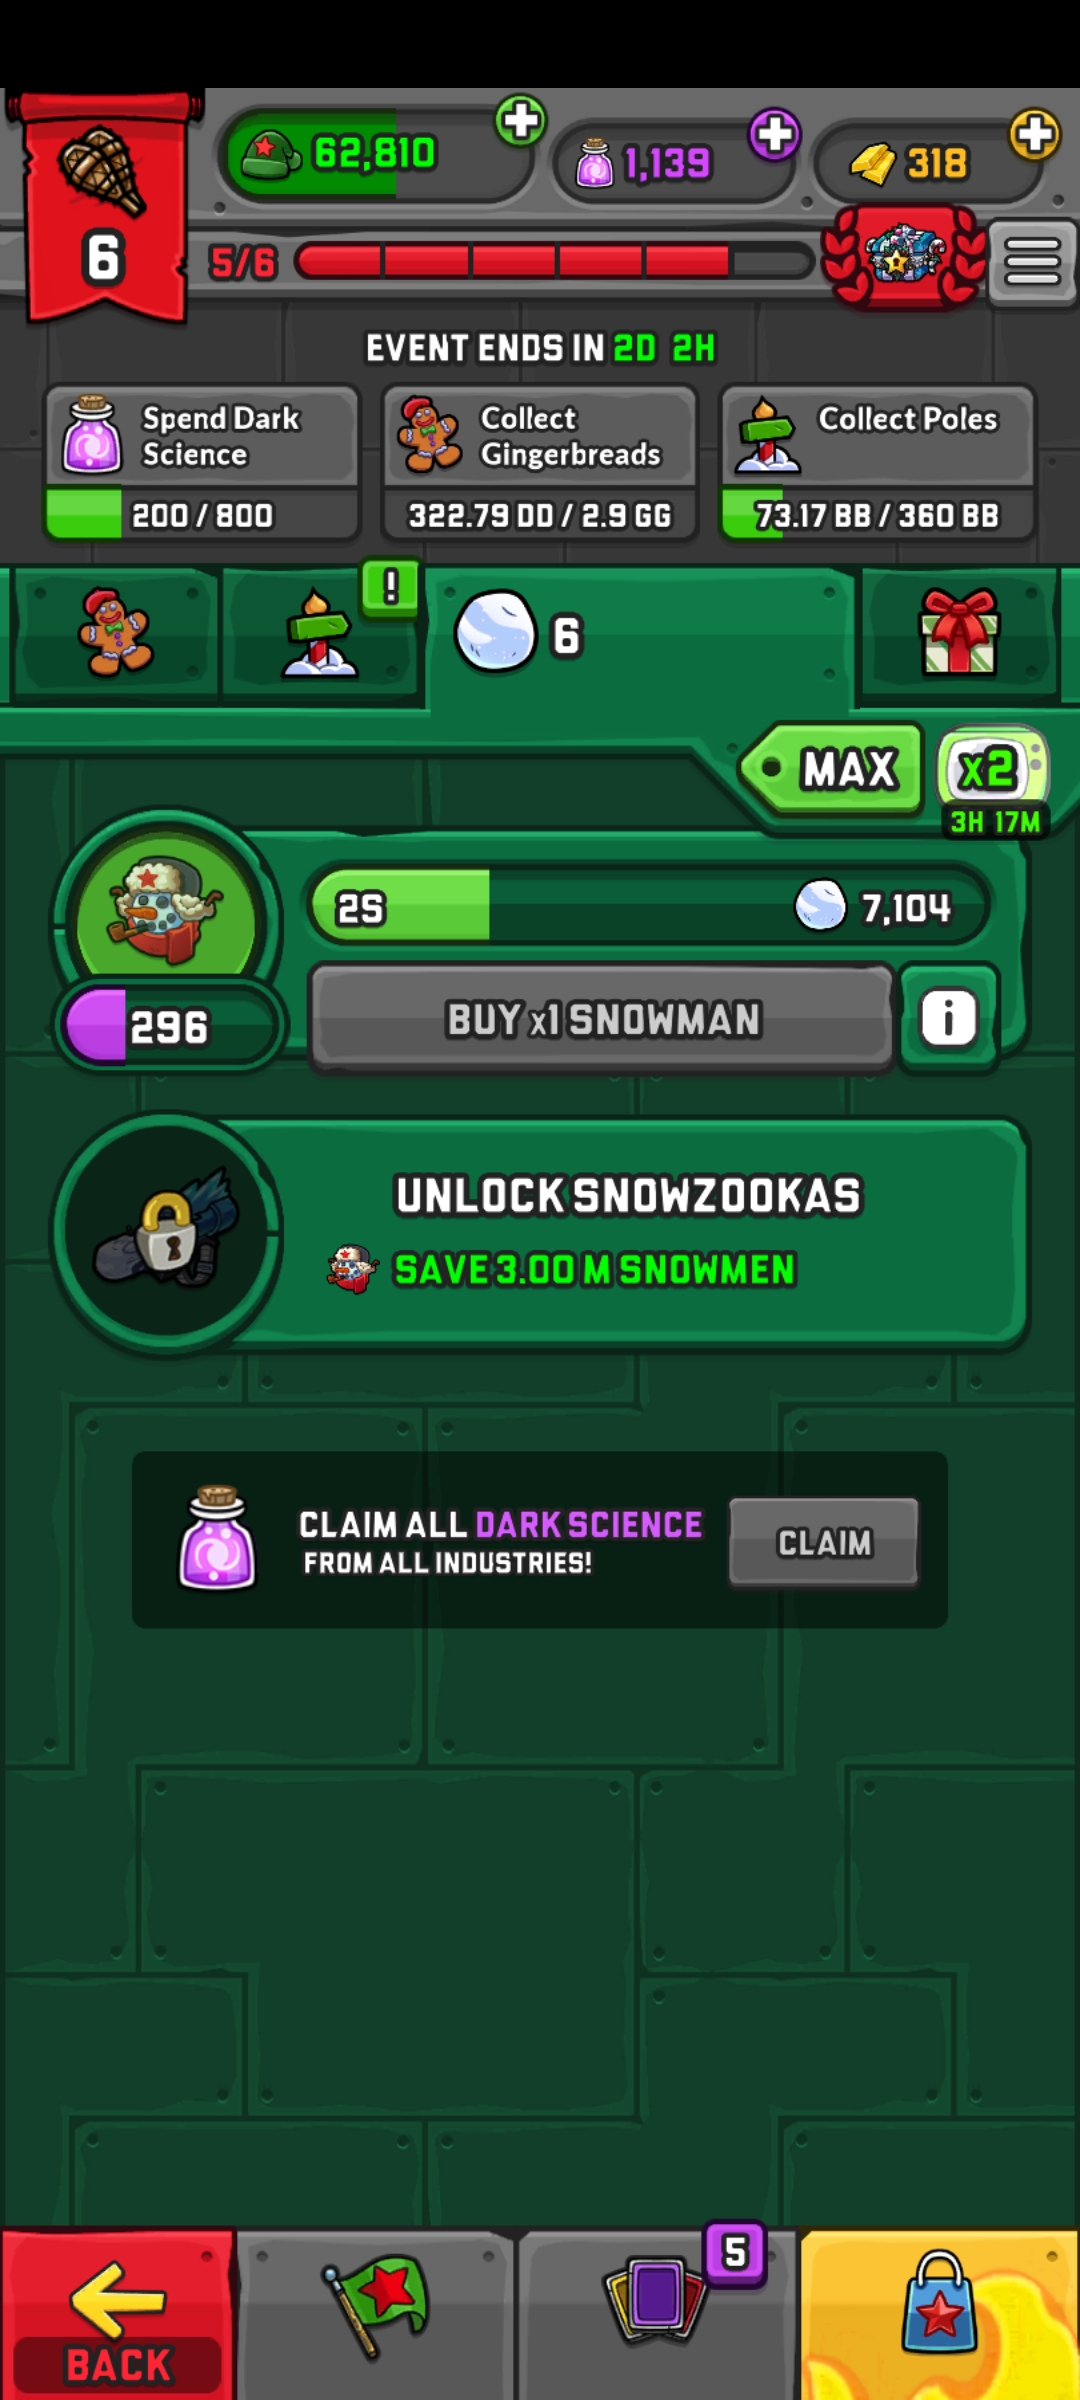 62,810
1,139
318
6
5/6
EVENT ENDS IN 2D 2H
Spend Dark
Science
200 / 800
Collect
Gingerbreads
322.79 DD / 2.9 GG
Collect Poles
73.17 BB / 360 BB
!
6
MAX
x2
3H 17M
2S
7,104
296
BUY x1 SNOWMAN
i
UNLOCK SNOWZOOKAS
SAVE 3.00 M SNOWMEN
CLAIM ALL DARK SCIENCE
FROM ALL INDUSTRIES!
CLAIM
5
BACK